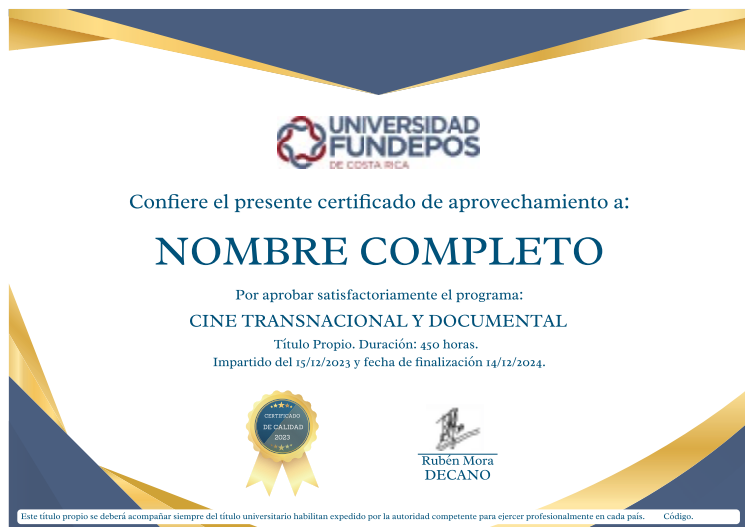 UNIVERSIDAD
FUNDEPOS
DE COSTA RICA
Confiere el presente certificado de aprovechamiento a:
NOMBRE COMPLETO
Por aprobar satisfactoriamente el programa:
CINE TRANSNACIONAL Y DOCUMENTAL
Título Propio. Duración: 450 horas.
Impartido del 15/12/2023 y fecha de finalización 14/12/2024.
CERTIFICADO
DE CALIDAD
2023
Rubén Mora
DECANO
Este título propio se deberá acompañar siempre del título universitario habilitan expedido por la autoridad competente para ejercer profesionalmente en cada país. Código.